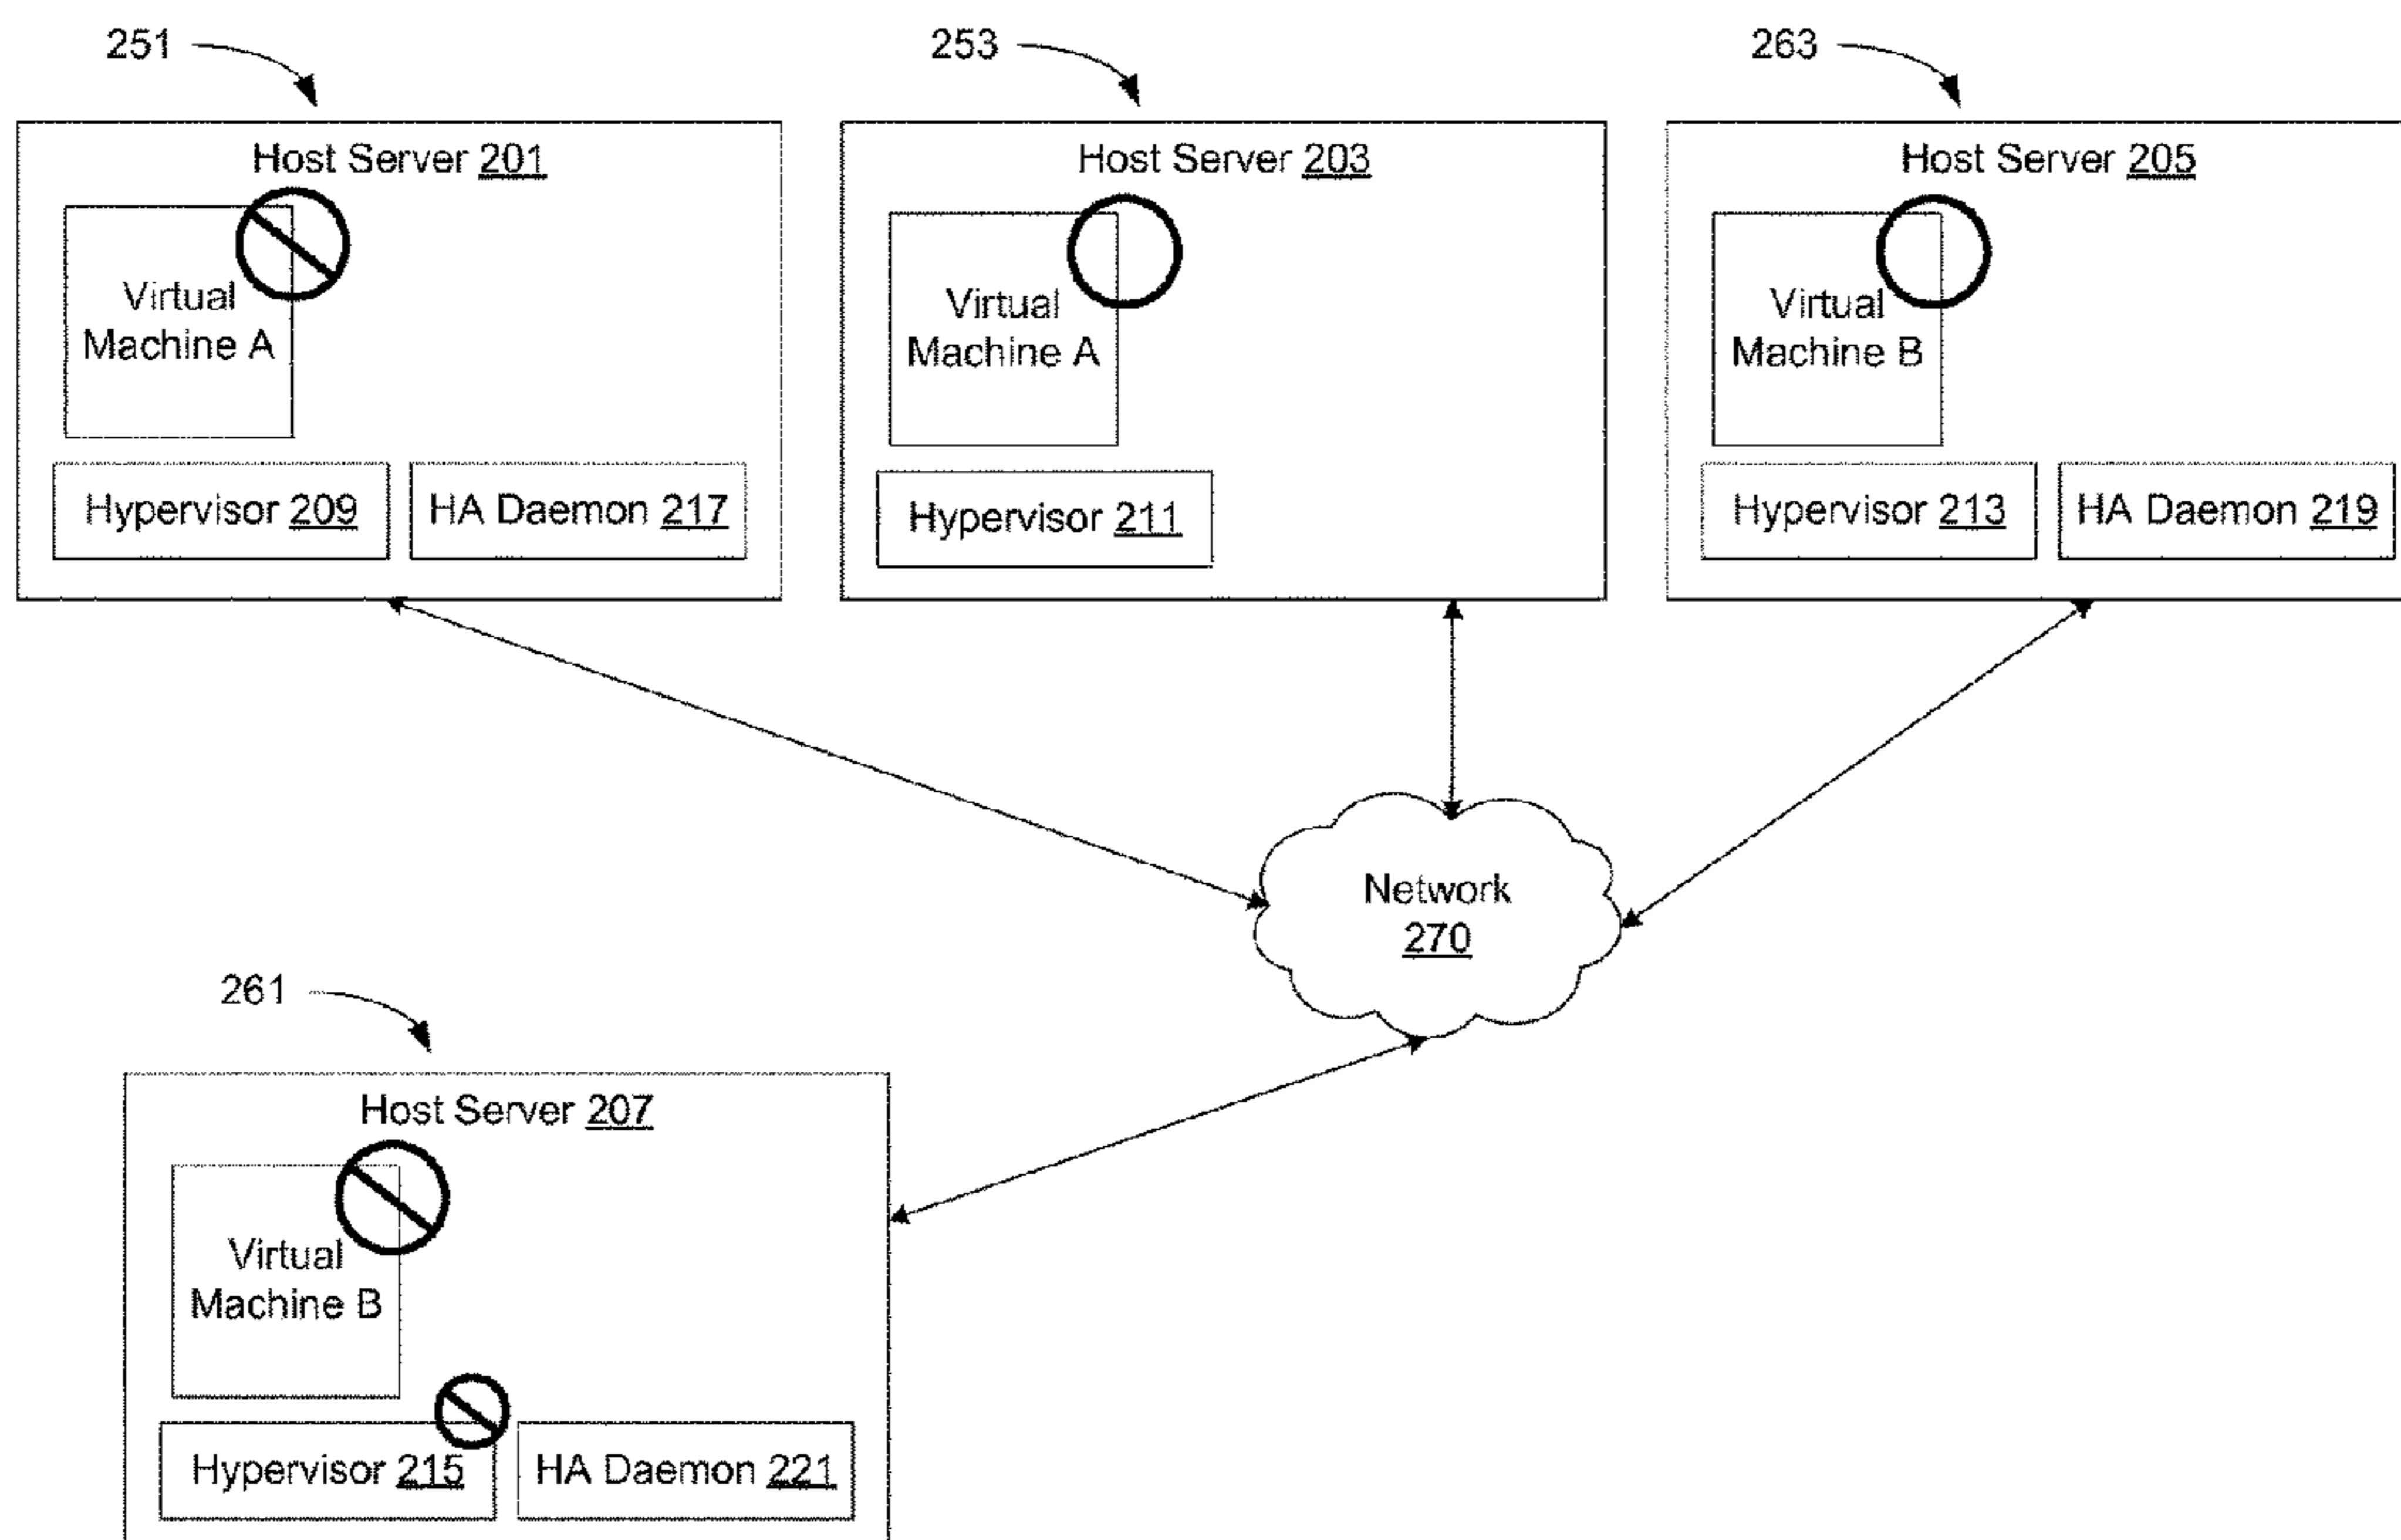 251
253
263
Host Server 201
Virtual
Machine A
Hypervisor 209
HA Daemon 217
Host Server 203
Virtual
Machine A
Hypervisor 211
Host Server 205
Virtual
Machine B
Hypervisor 213
HA Daemon 219
Network
270
261
Host Server 207
Virtual
Machine B
Hypervisor 215
HA Daemon 221